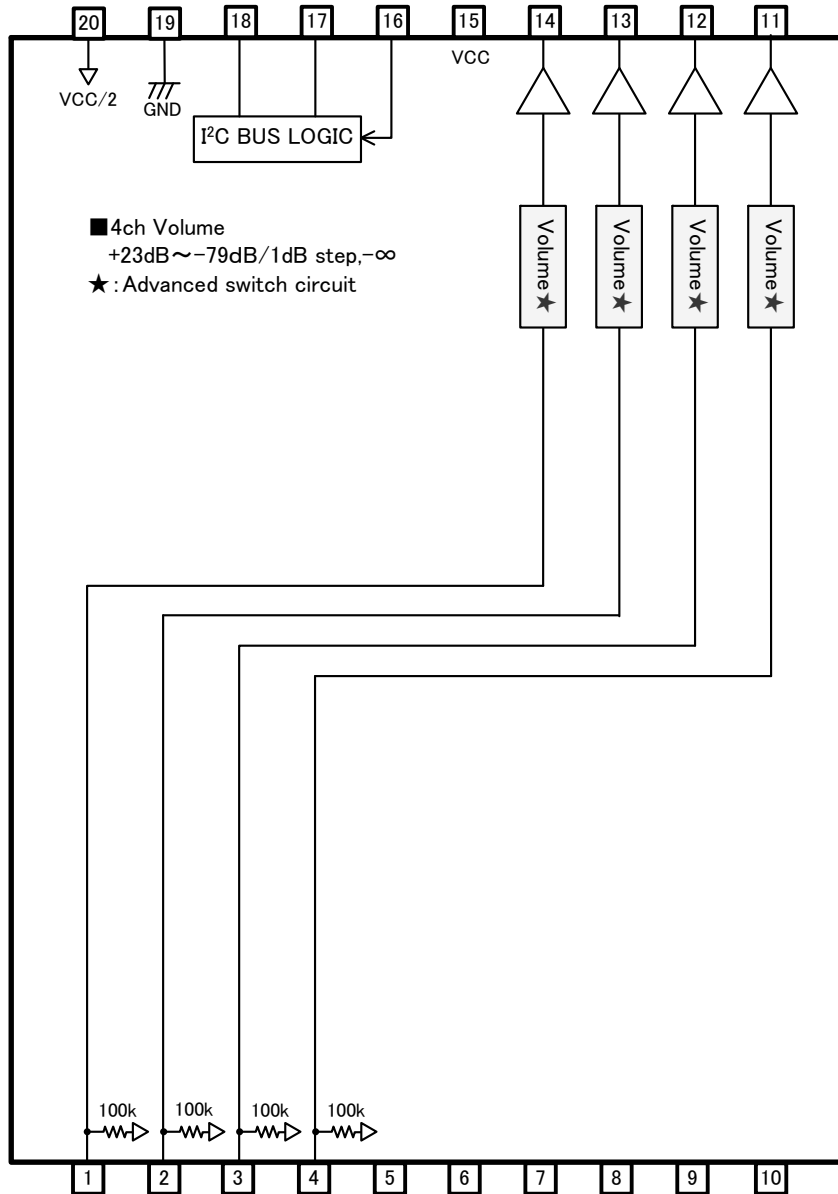 20 19 18 17 16 15 14 13 12 11
VCC
VCC/2
GND
I²C BUS LOGIC
■4ch Volume
+23dB～-79dB/1dB step,-∞
★:Advanced switch circuit
Volume★
Volume★
Volume★
Volume★
100k 100k 100k 100k
1 2 3 4 5 6 7 8 9 10